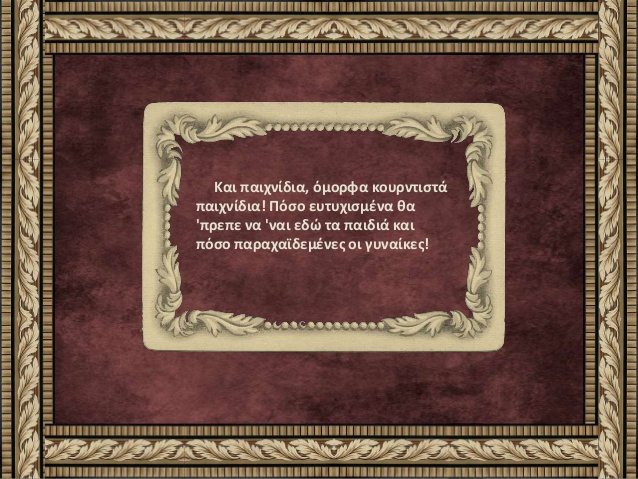 Και παιχνίδια, όμορφα κουρντιστά
παιχνίδια! Πόσο ευτυχισμένα θα
'πρεπε να 'ναι εδώ τα παιδιά και
πόσο παραχαϊδεμένες οι γυναίκες!